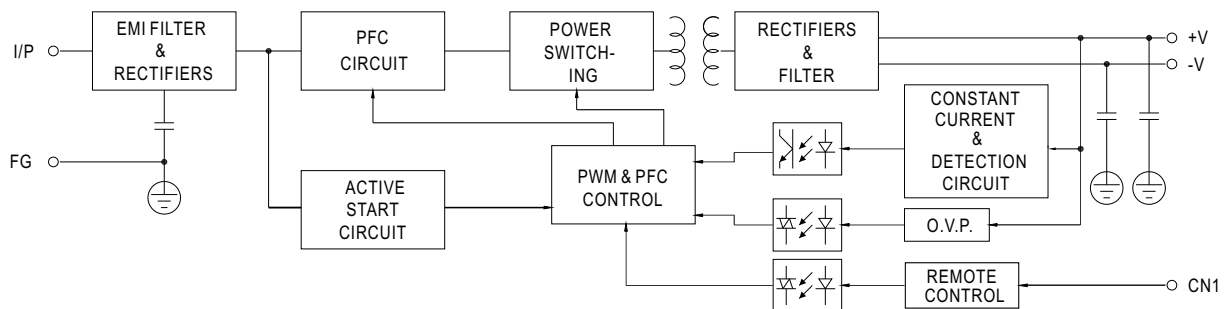 I/P
EMI FILTER
&
RECTIFIERS
PFC
CIRCUIT
POWER
SWITCH-
ING
RECTIFIERS
&
FILTER
+V
-V
CONSTANT
CURRENT
&
DETECTION
CIRCUIT
FG
ACTIVE
START
CIRCUIT
PWM & PFC
CONTROL
O.V.P.
REMOTE
CONTROL
CN1